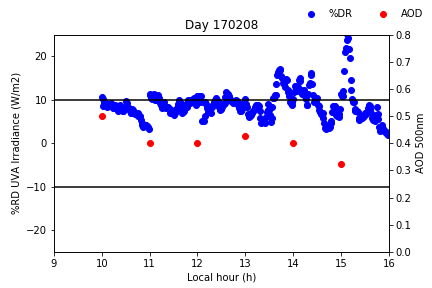 %DR AOD
Day 170208
20
10
0
−10
−20
%RD UVA Irradiance (W/m2)
0.8
0.7
0.6
0.5
0.4
0.3
0.2
0.1
0.0
AOD 500nm
9 10 11 12 13 14 15 16
Local hour (h)